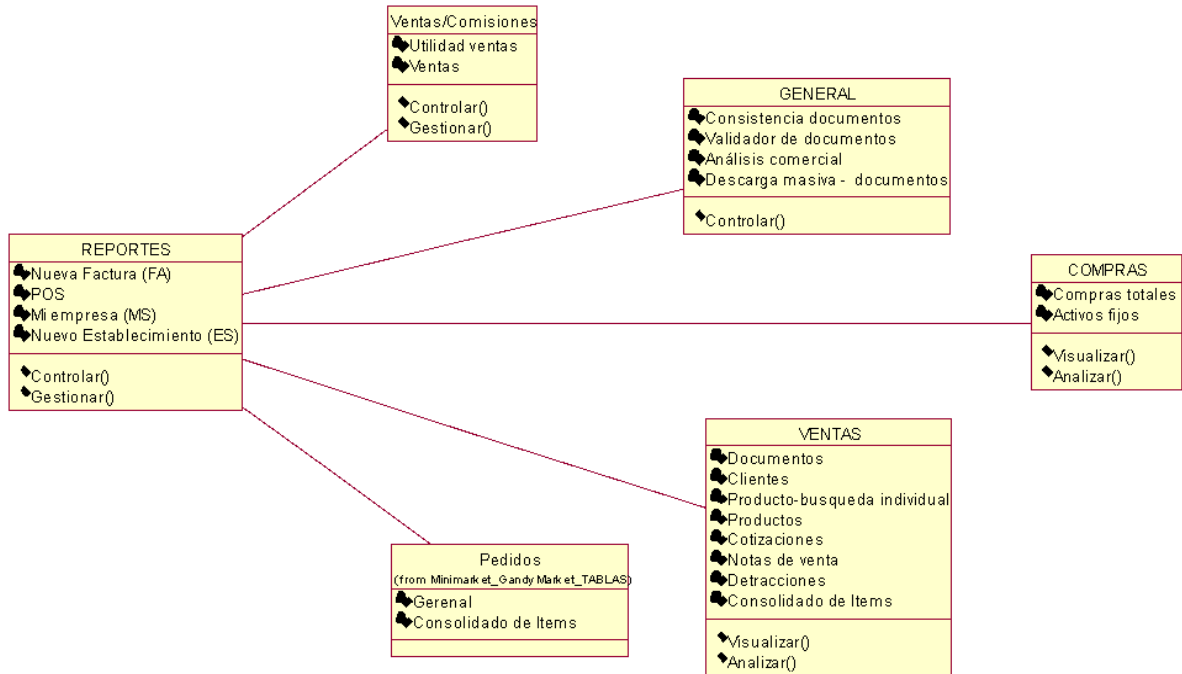 Ventas/Comisiones
Utilidad ventas
Ventas
Controlar()
Gestionar()
GENERAL
Consistencia documentos
Validador de documentos
Análisis comercial
Descarga masiva - documentos
Controlar()
REPORTES
Nueva Factura (FA)
POS
Mi empresa (MS)
Nuevo Establecimiento (ES)
Controlar()
Gestionar()
COMPRAS
Compras totales
Activos fijos
Visualizar()
Analizar()
VENTAS
Documentos
Clientes
Producto-busqueda individual
Productos
Cotizaciones
Notas de venta
Detracciones
Consolidado de Items
Visualizar()
Analizar()
Pedidos
(from Minimarket_Gandy Market_TABLAS)
Gerenal
Consolidado de Items